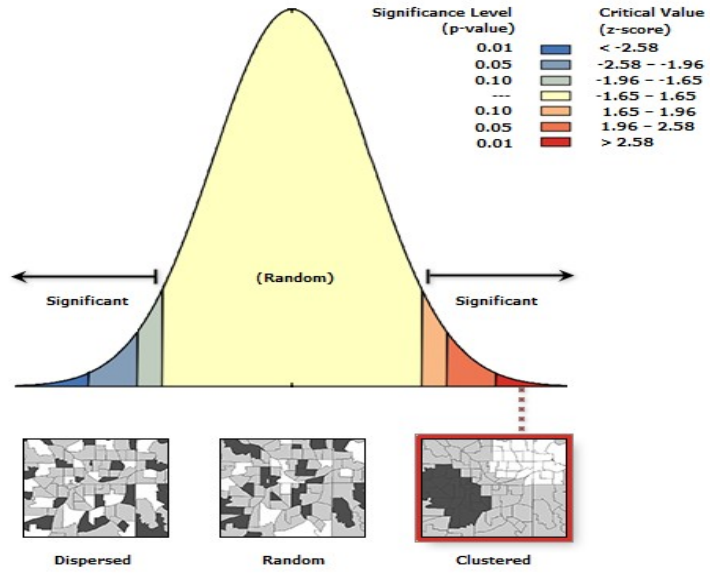 Significance Level
(p-value)
Critical Value
(z-score)
0.01 < -2.58
0.05 -2.58 – -1.96
0.10 -1.96 – -1.65
--- -1.65 – 1.65
0.10 1.65 – 1.96
0.05 1.96 – 2.58
0.01 > 2.58
(Random)
Significant
Significant
Dispersed
Random
Clustered